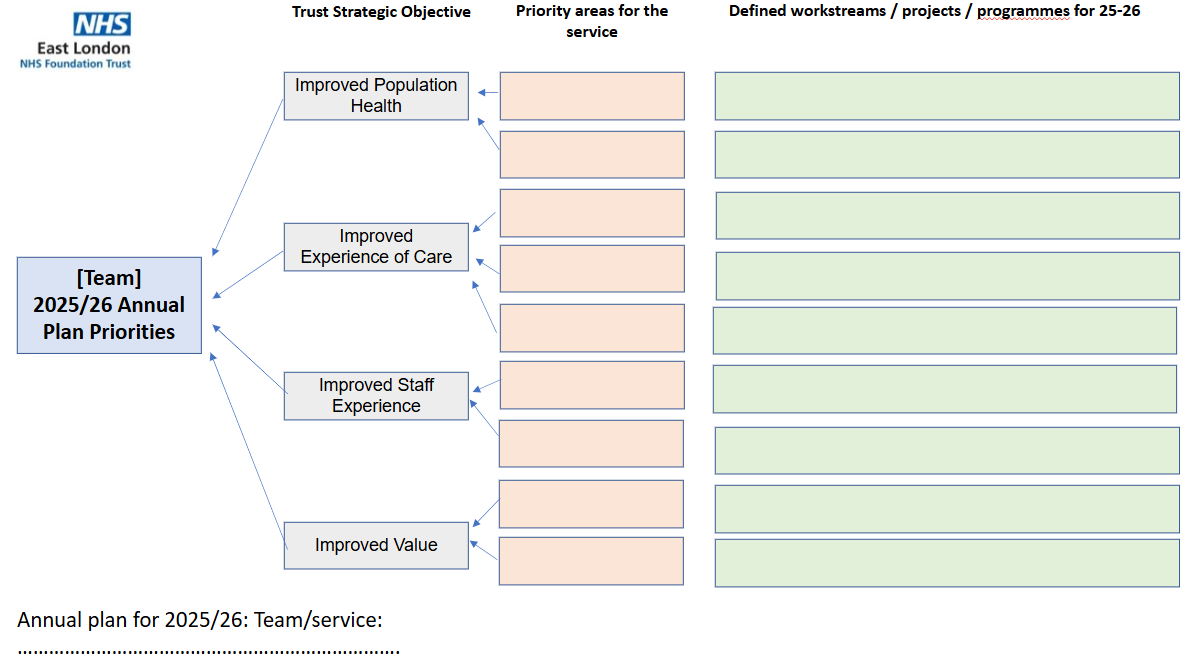 NHS
East London
NHS Foundation Trust
Trust Strategic Objective
Priority areas for the
service
Defined workstreams / projects / programmes for 25-26
Improved Population
Health
Improved
Experience of Care
[Team]
2025/26 Annual
Plan Priorities
Improved Staff
Experience
Improved Value
Annual plan for 2025/26: Team/service:
……………………………………………………………….